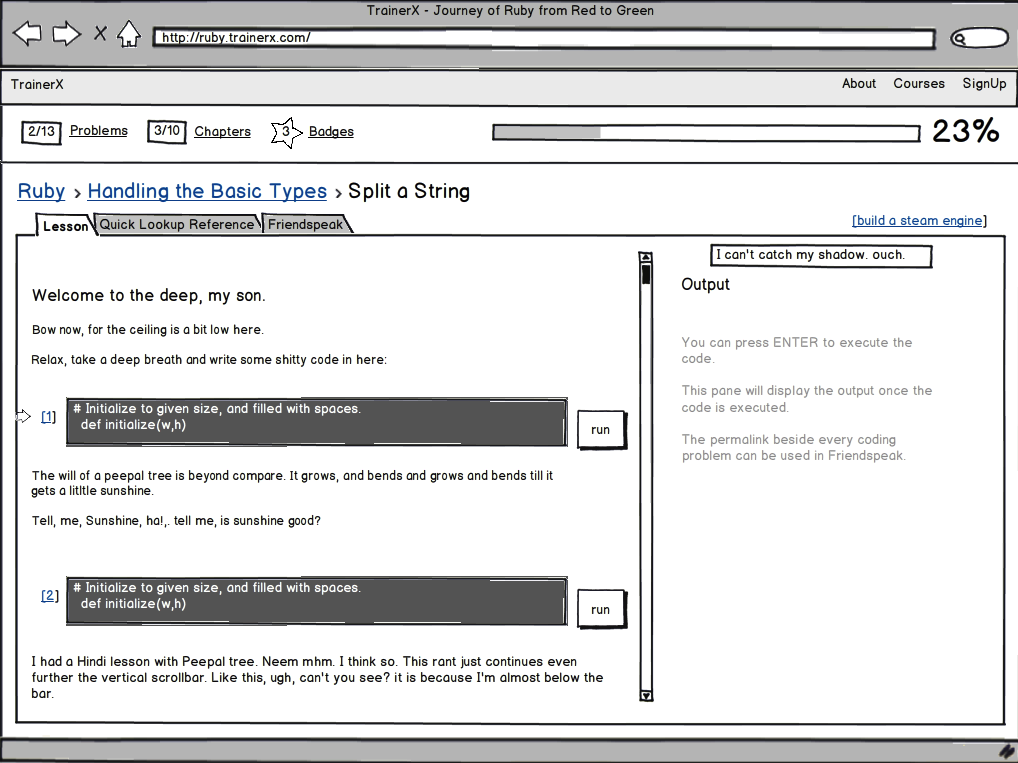 TrainerX - Journey of Ruby from Red to Green
X
http://ruby.trainerx.com/
TrainerX
About Courses SignUp
2/13 Problems 3/10 Chapters 3 Badges 23%
Ruby > Handling the Basic Types > Split a String
Lesson Quick Lookup Reference Friendspeak [build a steam engine]
I can't catch my shadow. ouch.
Welcome to the deep, my son.
Bow now, for the ceiling is a bit low here.
Relax, take a deep breath and write some shitty code in here:
[1]
# Initialize to given size, and filled with spaces.
def initialize(w,h)
run
The will of a peepal tree is beyond compare. It grows, and bends and grows and bends till it
gets a litltle sunshine.
Tell, me, Sunshine, ha!,. tell me, is sunshine good?
[2]
# Initialize to given size, and filled with spaces.
def initialize(w,h)
run
I had a Hindi lesson with Peepal tree. Neem mhm. I think so. This rant just continues even
further the vertical scrollbar. Like this, ugh, can't you see? it is because I'm almost below the
bar.
Output
You can press ENTER to execute the
code.
This pane will display the output once the
code is executed.
The permalink beside every coding
problem can be used in Friendspeak.